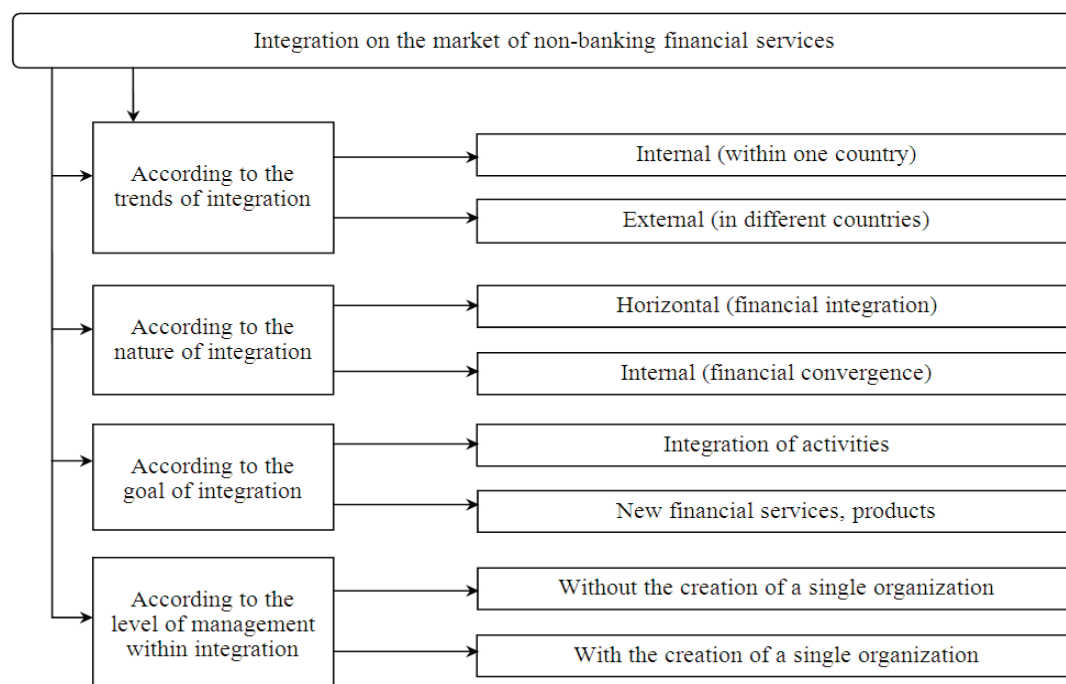 Integration on the market of non-banking financial services
According to the
trends of integration
Internal (within one country)
External (in different countries)
According to the
nature of integration
Horizontal (financial integration)
Internal (financial convergence)
According to the
goal of integration
Integration of activities
New financial services, products
According to the
level of management
within integration
Without the creation of a single organization
With the creation of a single organization